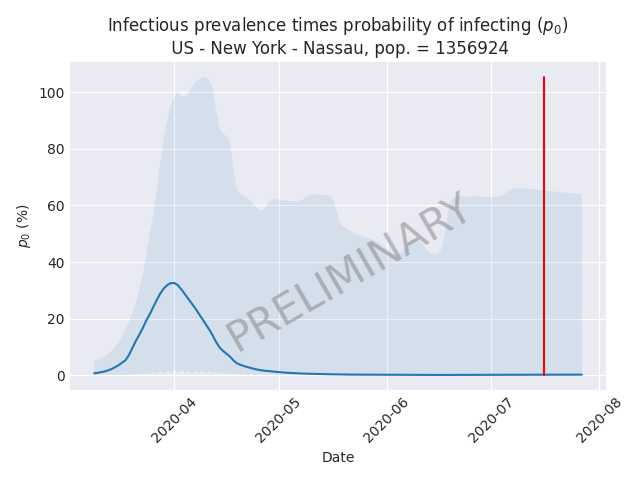 Infectious prevalence times probability of infecting (p₀)
US - New York - Nassau, pop. = 1356924
100
80
60
40
20
0
p₀ (%)
PRELIMINARY
2020-04
2020-05
2020-06
2020-07
2020-08
Date